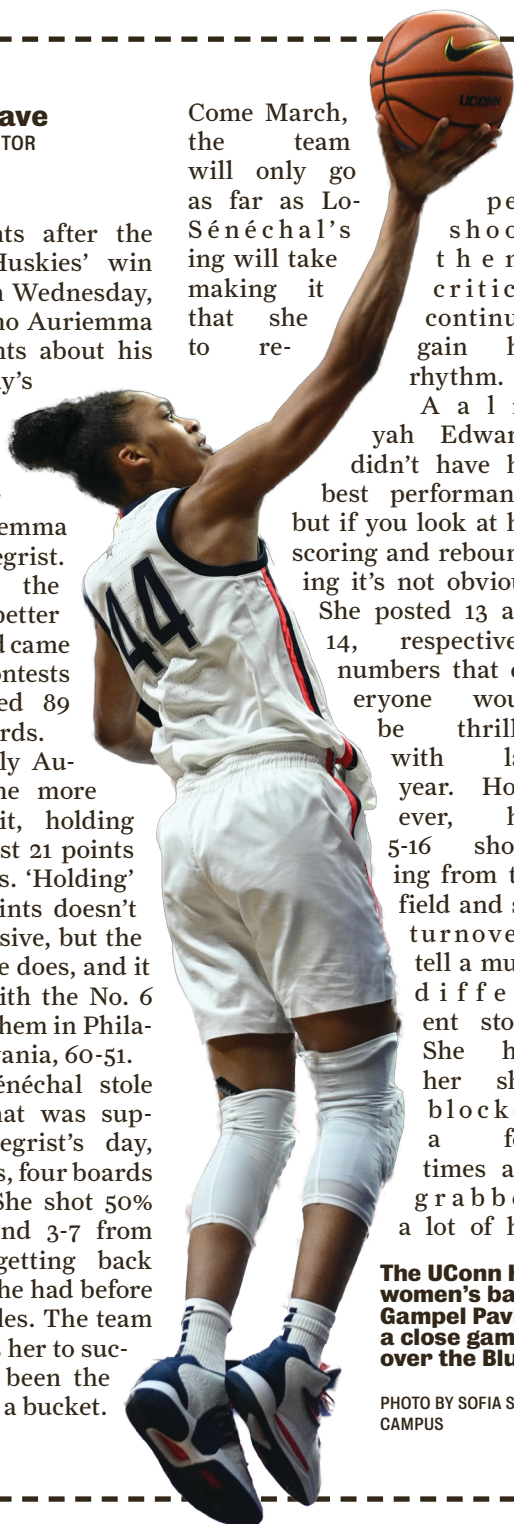 ave
TOR
nts after the
Huskies' win
n Wednesday,
no Auriemma
nts about his
y's
emma
egrist.
the
better
d came
ontests
ed 89
rds.
ly Au-
ne more
it, holding
st 21 points
s. 'Holding'
ints doesn't
sive, but the
e does, and it
ith the No. 6
hem in Phila-
vania, 60-51.
énéchal stole
hat was sup-
egrist's day,
s, four boards
She shot 50%
nd 3-7 from
getting back
he had before
les. The team
her to suc-
been the
a bucket.
Come March,
the team
will only go
as far as Lo-
Sénéchal's
ing will take
making it
that she
to re-
UCONN
44
pe
shoo
then
critic
continu
gain h
rhythm.
Aali
yah Edwar
didn't have h
best performan
but if you look at h
scoring and reboun
ing it's not obviou
She posted 13 a
14, respective
numbers that e
eryone wou
be thrill
with la
year. Ho
ever, h
5-16 sho
ing from t
field and s
turnove
tell a mu
differ
ent sto
She h
her sh
block
a f
times a
grabbe
a lot of h
The UConn H
women's ba
Gampel Pav
a close gam
over the Blu
PHOTO BY SOFIA S
CAMPUS